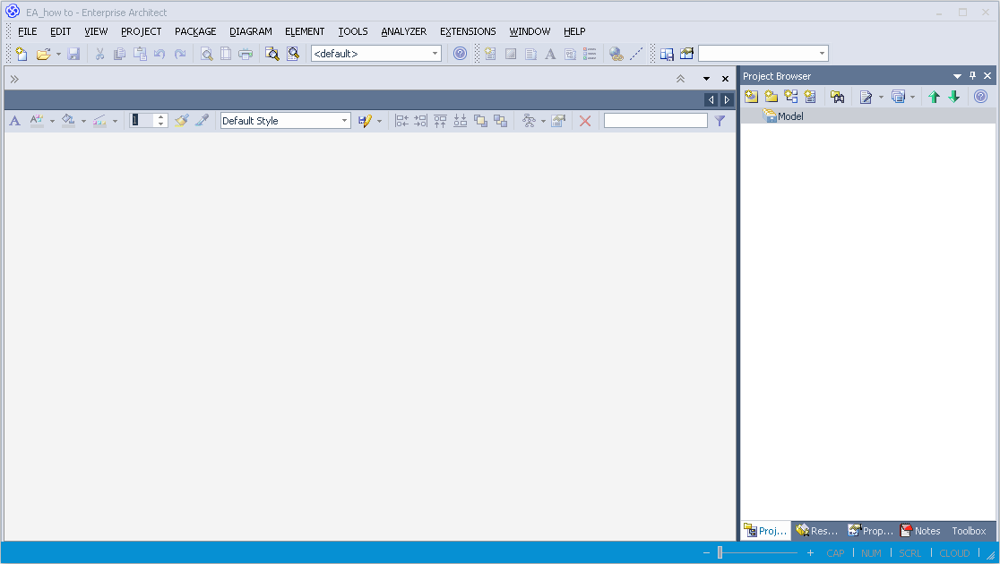 EA_how to - Enterprise Architect
FILE EDIT VIEW PROJECT PACKAGE DIAGRAM ELEMENT TOOLS ANALYZER EXTENSIONS WINDOW HELP
<default>
Project Browser
Model
A 1 Default Style
Proj... Res... Prop... Notes Toolbox
CAP NUM SCRL CLOUD